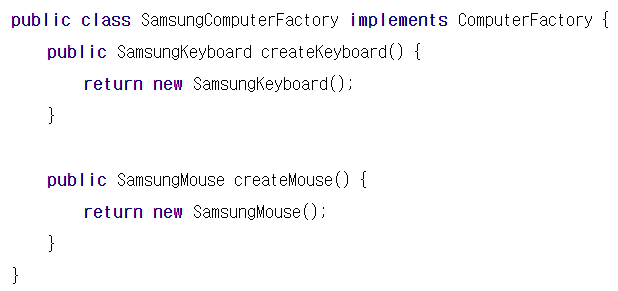 public class SamsungComputerFactory implements ComputerFactory {
    public SamsungKeyboard createKeyboard() {
        return new SamsungKeyboard();
    }

    public SamsungMouse createMouse() {
        return new SamsungMouse();
    }
}